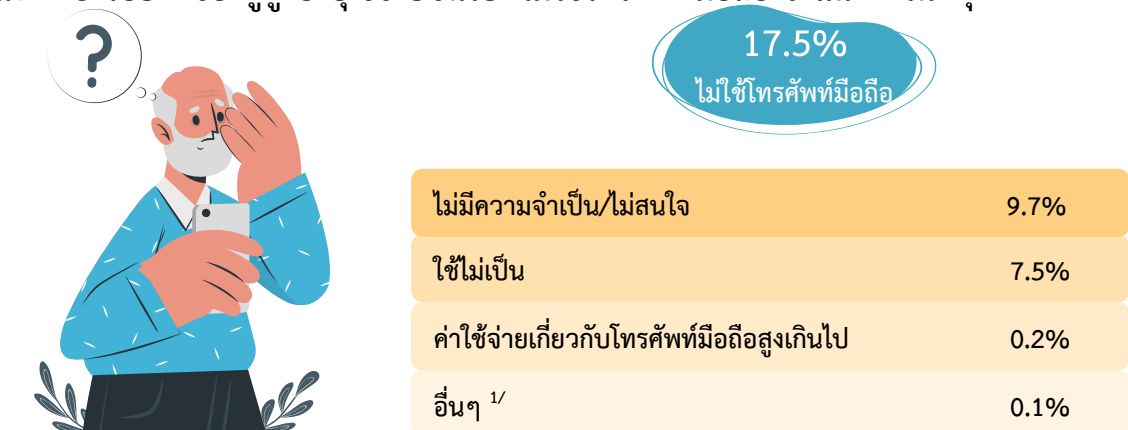 ?
17.5%
ไม่ใช้โทรศัพท์มือถือ
ไม่มีความจำเป็น/ไม่สนใจ 9.7%
ใช้ไม่เป็น 7.5%
ค่าใช้จ่ายเกี่ยวกับโทรศัพท์มือถือสูงเกินไป 0.2%
อื่นๆ 1/ 0.1%